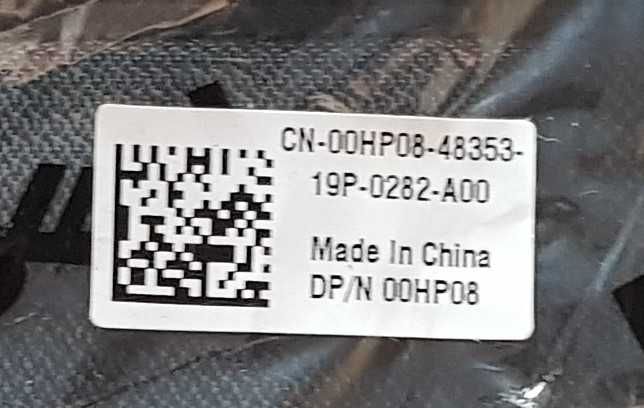 CN-00HP08-48353-
19P-0282-A00
Made In China
DP/N 00HP08